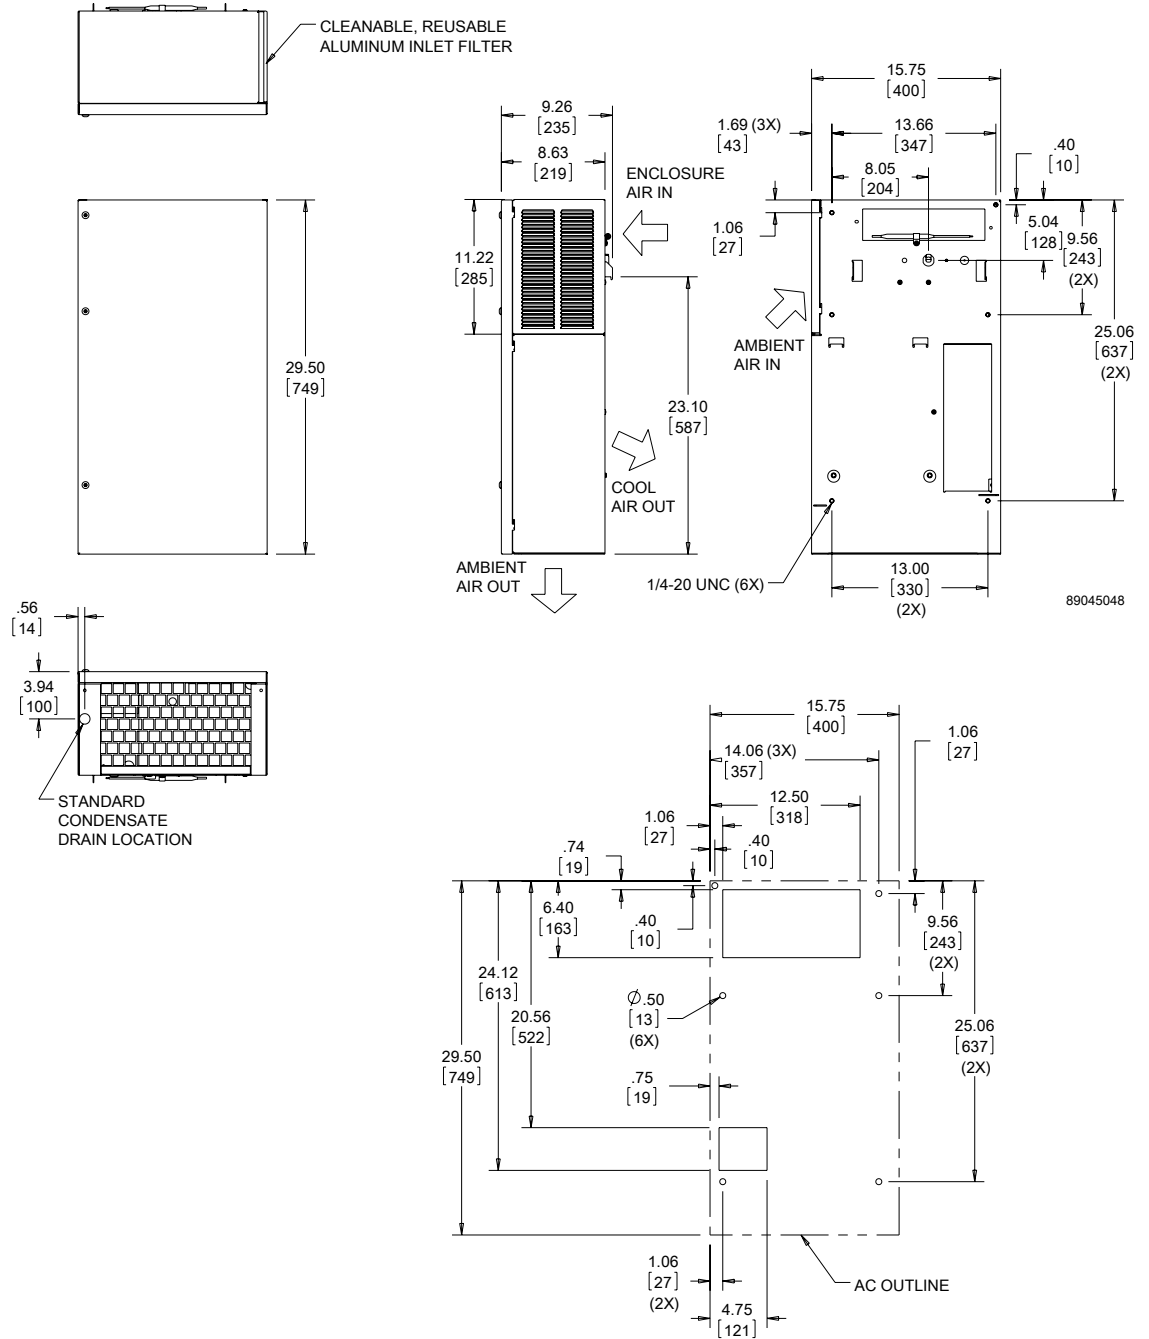 CLEANABLE, REUSABLE
ALUMINUM INLET FILTER
9.26
[235]
8.63
[219]
ENCLOSURE
AIR IN
11.22
[285]
23.10
[587]
COOL
AIR OUT
AMBIENT
AIR OUT
29.50
[749]
15.75
[400]
1.69 (3X)
[43]
13.66
[347]
8.05
[204]
.40
[10]
1.06
[27]
5.04
[128]
9.56
[243]
(2X)
AMBIENT
AIR IN
25.06
[637]
(2X)
1/4-20 UNC (6X)
13.00
[330]
(2X)
89045048
.56
[14]
3.94
[100]
STANDARD
CONDENSATE
DRAIN LOCATION
15.75
[400]
14.06 (3X)
[357]
12.50
[318]
1.06
[27]
1.06
[27]
.40
[10]
.74
[19]
6.40
[163]
.40
[10]
9.56
[243]
(2X)
24.12
[613]
20.56
[522]
Ø.50
[13]
(6X)
25.06
[637]
(2X)
29.50
[749]
.75
[19]
1.06
[27]
(2X)
4.75
[121]
AC OUTLINE